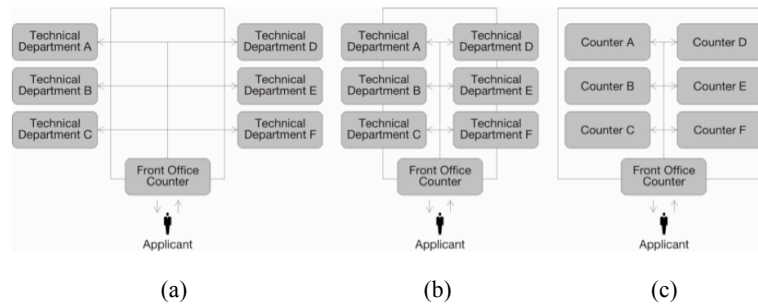 Technical
Department A
Technical
Department B
Technical
Department C
Technical
Department D
Technical
Department E
Technical
Department F
Front Office
Counter
Applicant
(a)
Technical
Department A
Technical
Department B
Technical
Department C
Technical
Department D
Technical
Department E
Technical
Department F
Front Office
Counter
Applicant
(b)
Counter A
Counter B
Counter C
Counter D
Counter E
Counter F
Front Office
Counter
Applicant
(c)